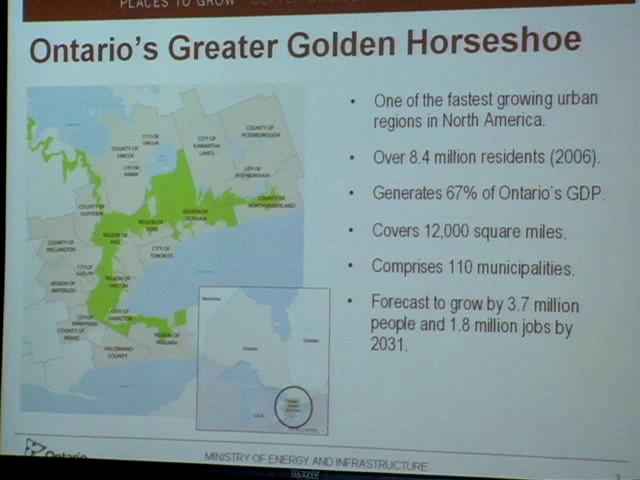 PLACES TO GROW
Ontario's Greater Golden Horseshoe
• One of the fastest growing urban
regions in North America.
• Over 8.4 million residents (2006).
• Generates 67% of Ontario's GDP.
• Covers 12,000 square miles.
• Comprises 110 municipalities.
• Forecast to grow by 3.7 million
people and 1.8 million jobs by
2031.
COUNTY OF
SIMCOE
CITY OF
ORILLIA
CITY OF
BARRIE
CITY OF
KAWARTHA
LAKES
COUNTY OF
PETERBOROUGH
CITY OF
PETERBOROUGH
COUNTY OF
NORTHUMBERLAND
COUNTY OF
DUFFERIN
REGION OF
YORK
REGION OF
DURHAM
REGION OF
PEEL
CITY OF
TORONTO
COUNTY OF
WELLINGTON
CITY OF
GUELPH
REGION OF
WATERLOO
REGION OF
HALTON
CITY OF
HAMILTON
CITY OF
BRANTFORD
COUNTY OF
BRANT
REGION OF
NIAGARA
HALDIMAND
COUNTY
Manitoba
Ontario
Quebec
U.S.A.
Ontario
MINISTRY OF ENERGY AND INFRASTRUCTURE